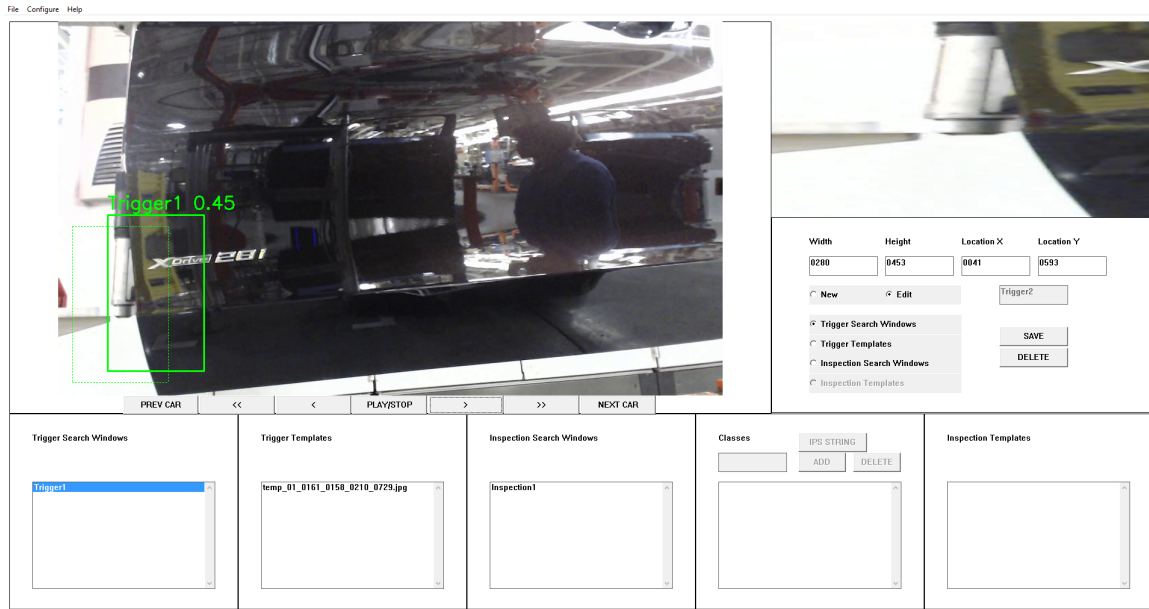 File Configure Help
Trigger1 0.45
XDrive 28i
PREV CAR << < PLAY/STOP > >> NEXT CAR
Width Height Location X Location Y
0280 0453 0041 0593
New Edit Trigger2
Trigger Search Windows
Trigger Templates
Inspection Search Windows
Inspection Templates
SAVE
DELETE
Trigger Search Windows
Trigger1
Trigger Templates
temp_01_0161_0158_0210_0729.jpg
Inspection Search Windows
Inspection1
Classes
IPS STRING
ADD DELETE
Inspection Templates